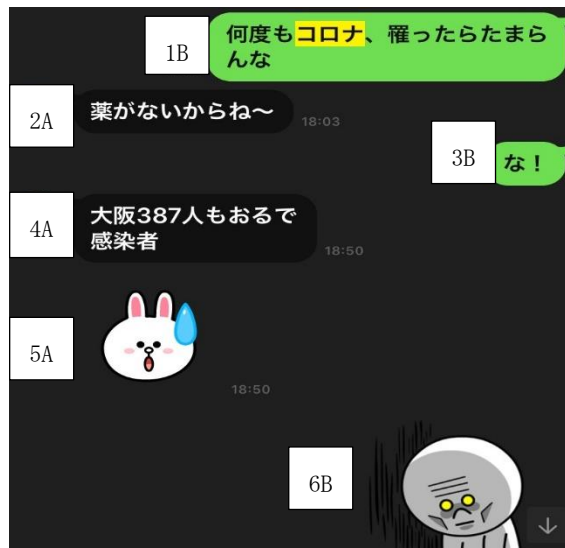 1B
何度もコロナ、罹ったらたまら
んな
2A
薬がないからね〜
18:03
3B
な！
4A
大阪387人もおるで
感染者
18:50
5A
18:50
6B